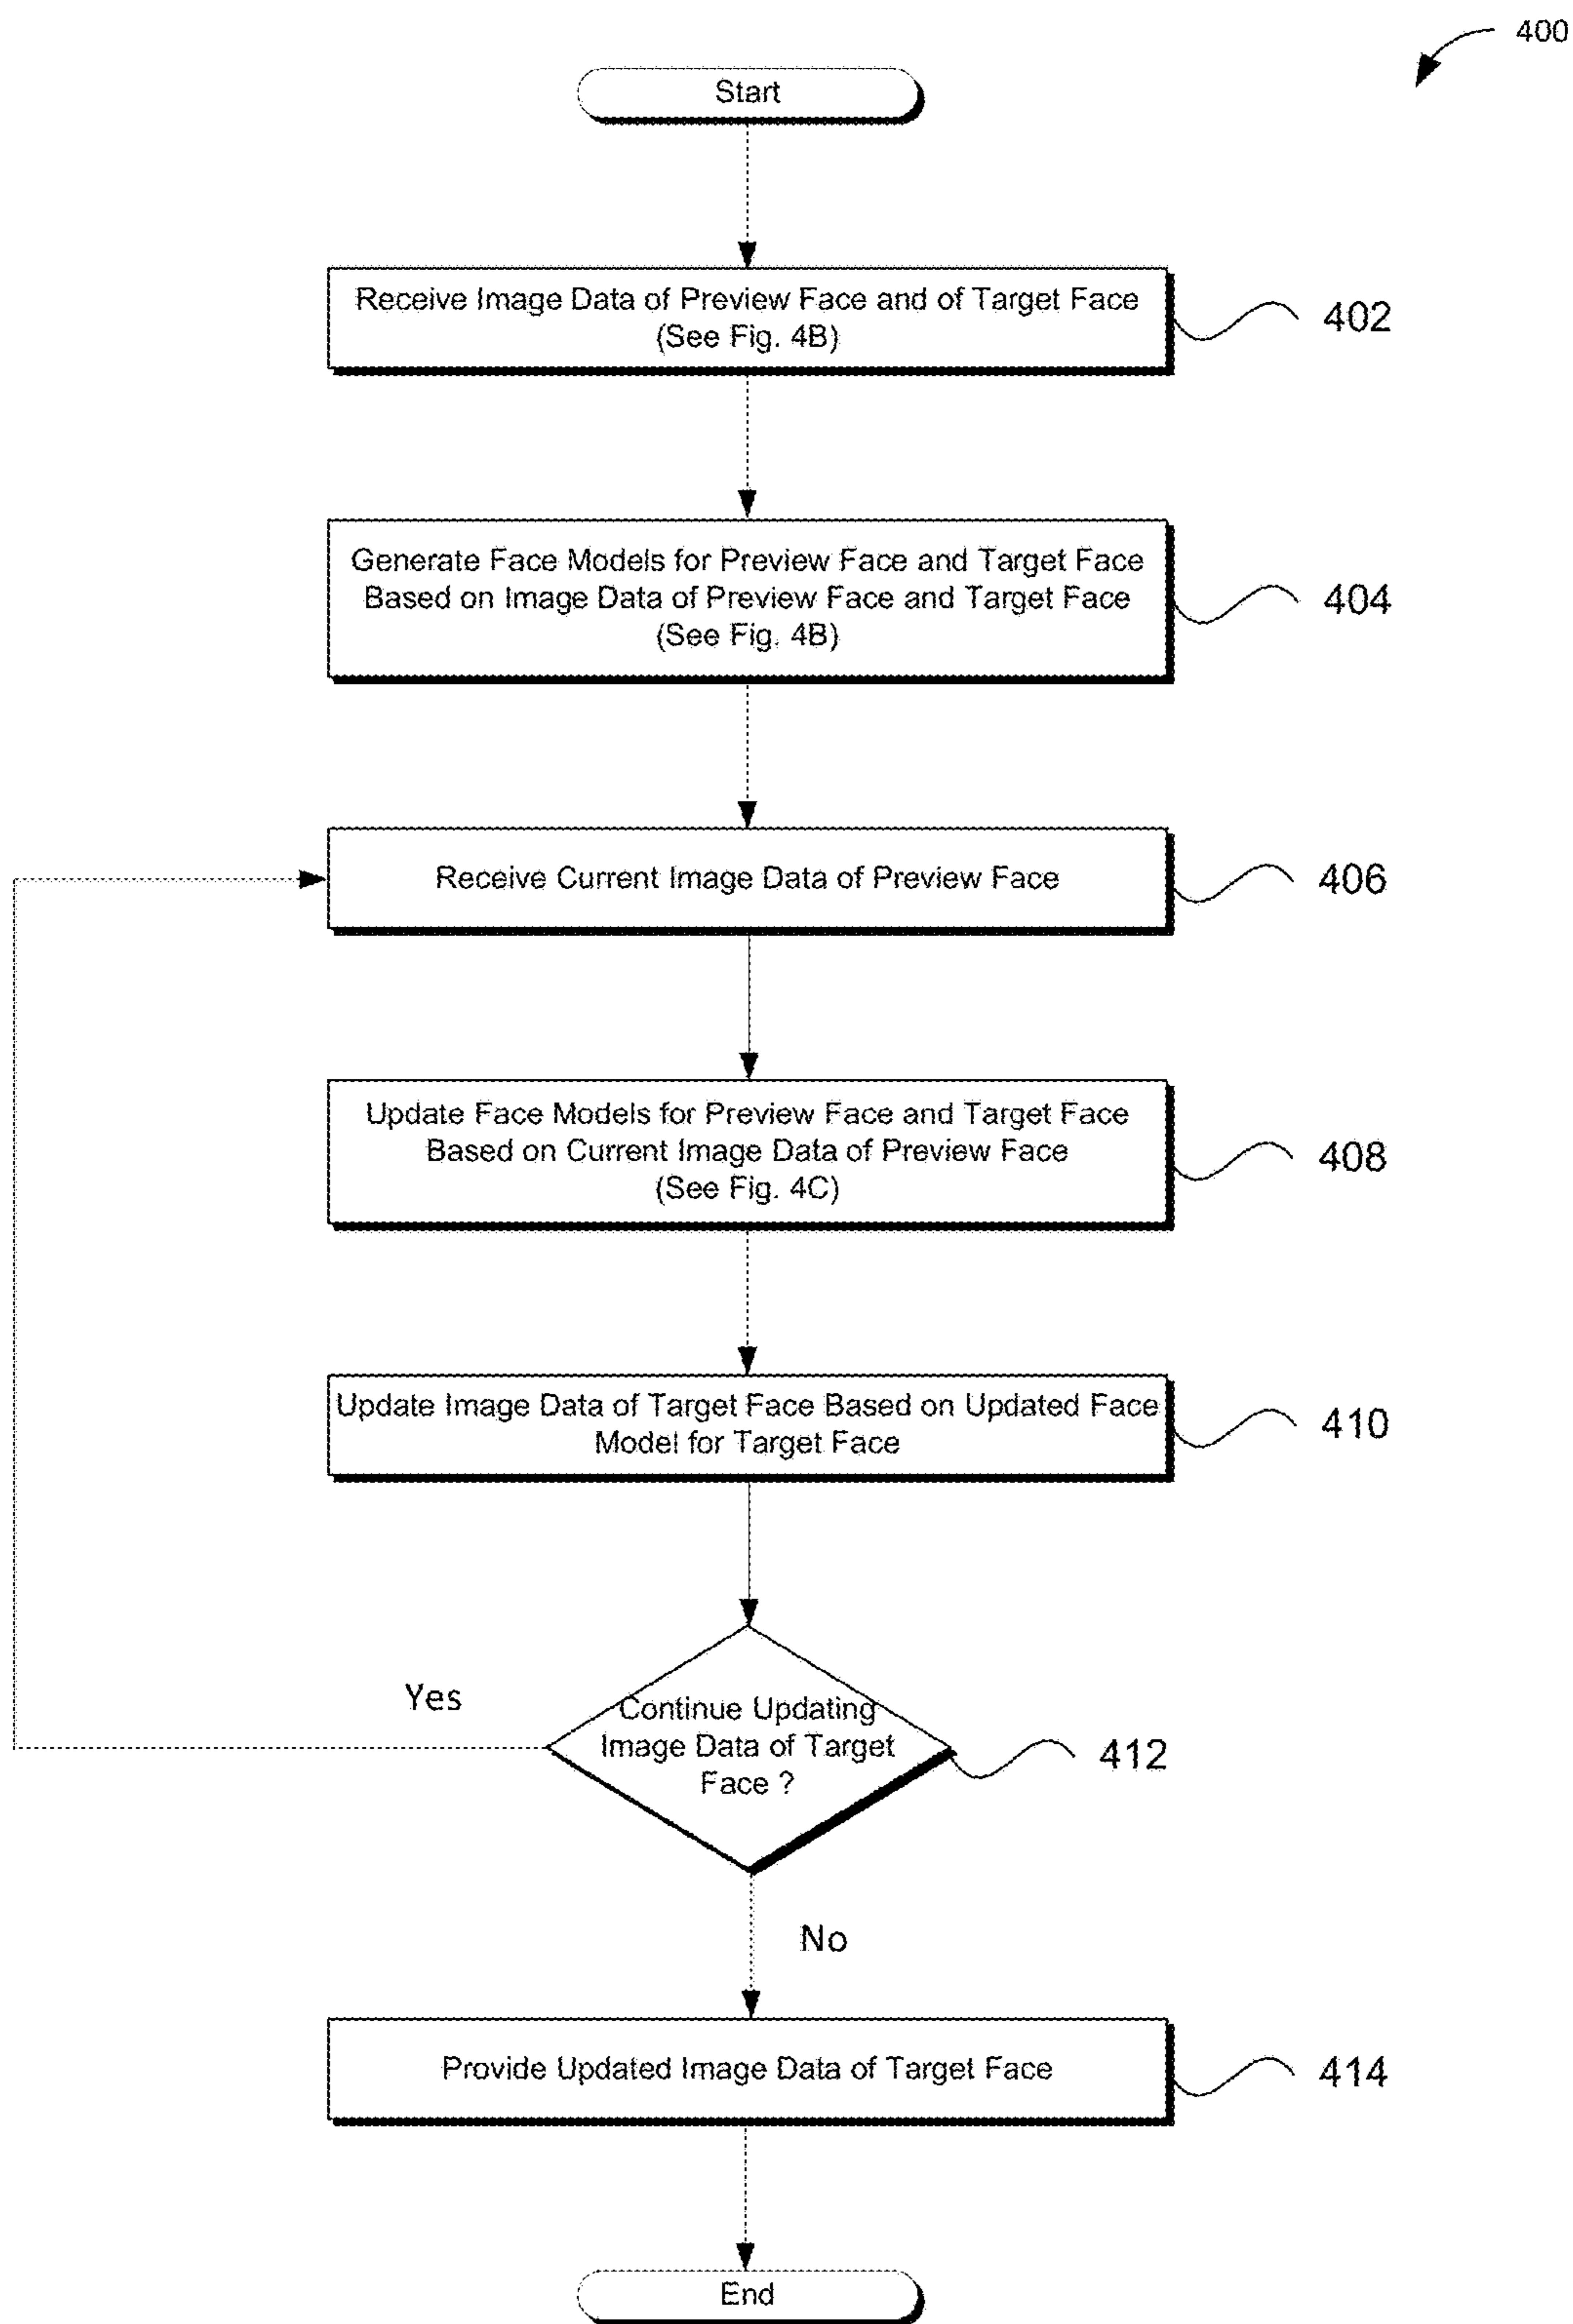 400
Start
Receive Image Data of Preview Face and of Target Face
(See Fig. 4B)
402
Generate Face Models for Preview Face and Target Face
Based on Image Data of Preview Face and Target Face
(See Fig. 4B)
404
Receive Current Image Data of Preview Face
406
Update Face Models for Preview Face and Target Face
Based on Current Image Data of Preview Face
(See Fig. 4C)
408
Update Image Data of Target Face Based on Updated Face
Model for Target Face
410
Yes
Continue Updating
Image Data of Target
Face ?
412
No
Provide Updated Image Data of Target Face
414
End